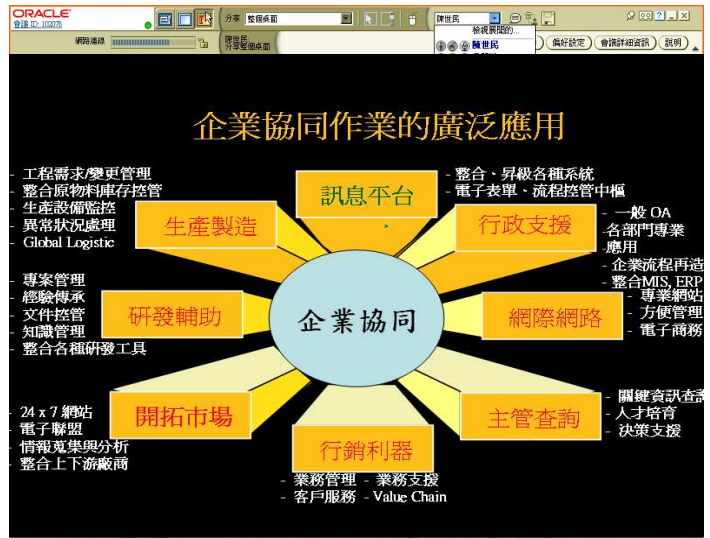 ORACLE
會議 ID: 102078
分享 整個桌面
陳世民
檢視展開的...
陳世民
網路連線
陳世民
分享整個桌面
偏好設定
會議詳細資訊
說明
企業協同作業的廣泛應用
- 工程需求/變更管理
- 整合原物料庫存控管
- 生產設備監控
- 異常狀況處理
- Global Logistic
生產製造
訊息平台
- 整合、昇級各種系統
- 電子表單、流程控管中樞
行政支援
- 一般 OA
-各部門專業
-應用
- 企業流程再造
- 整合MIS, ERP
- 專案管理
- 經驗傳承
- 文件控管
- 知識管理
- 整合各種研發工具
研發輔助
企業協同
網際網路
- 專業網站
- 方便管理
- 電子商務
- 24 x 7 網站
- 電子聯盟
- 情報蒐集與分析
- 整合上下游廠商
開拓市場
行銷利器
- 業務管理 - 業務支援
- 客戶服務 - Value Chain
主管查詢
- 關鍵資訊查詢
- 人才培育
- 決策支援